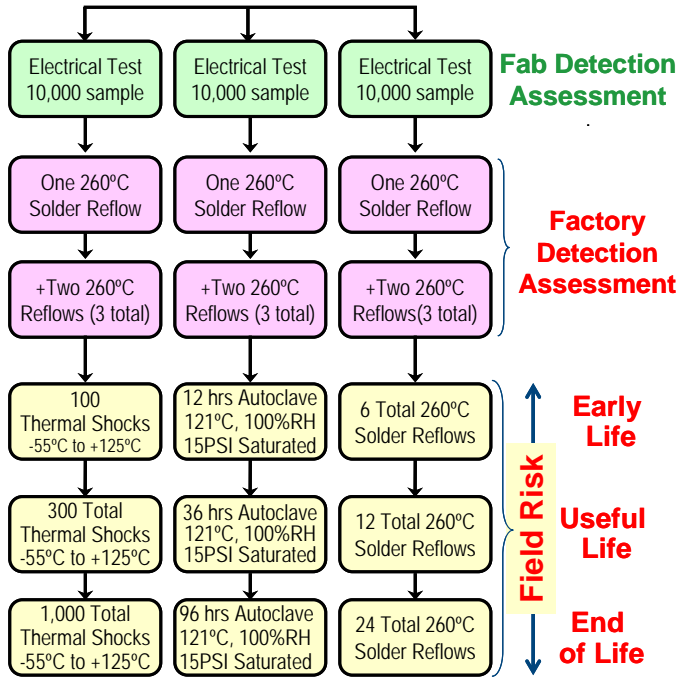 Electrical Test
10,000 sample
Electrical Test
10,000 sample
Electrical Test
10,000 sample
Fab Detection
Assessment
.
One 260ºC
Solder Reflow
One 260ºC
Solder Reflow
One 260ºC
Solder Reflow
+Two 260ºC
Reflows (3 total)
+Two 260ºC
Reflows (3 total)
+Two 260ºC
Reflows(3 total)
Factory
Detection
Assessment
100
Thermal Shocks
-55ºC to +125ºC
12 hrs Autoclave
121ºC, 100%RH
15PSI Saturated
6 Total 260ºC
Solder Reflows
Early
Life
300 Total
Thermal Shocks
-55ºC to +125ºC
36 hrs Autoclave
121ºC, 100%RH
15PSI Saturated
12 Total 260ºC
Solder Reflows
Field Risk
Useful
Life
1,000 Total
Thermal Shocks
-55ºC to +125ºC
96 hrs Autoclave
121ºC, 100%RH
15PSI Saturated
24 Total 260ºC
Solder Reflows
End
of Life